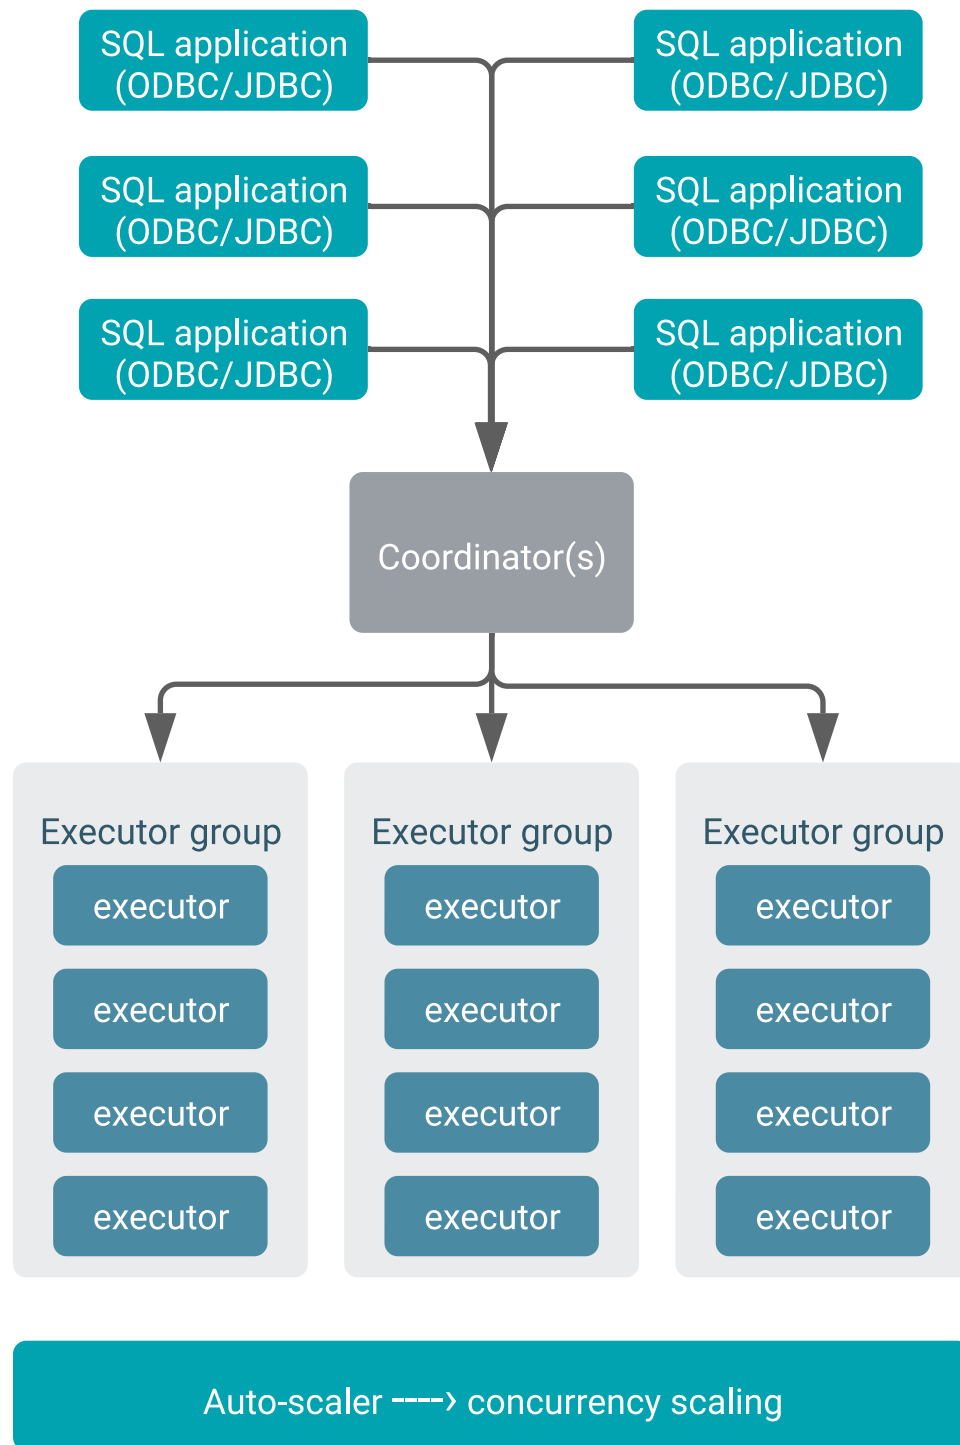 SQL application
(ODBC/JDBC)
SQL application
(ODBC/JDBC)
SQL application
(ODBC/JDBC)
SQL application
(ODBC/JDBC)
SQL application
(ODBC/JDBC)
SQL application
(ODBC/JDBC)
Coordinator(s)
Executor group
executor
executor
executor
executor
Executor group
executor
executor
executor
executor
Executor group
executor
executor
executor
executor
Auto-scaler ----> concurrency scaling